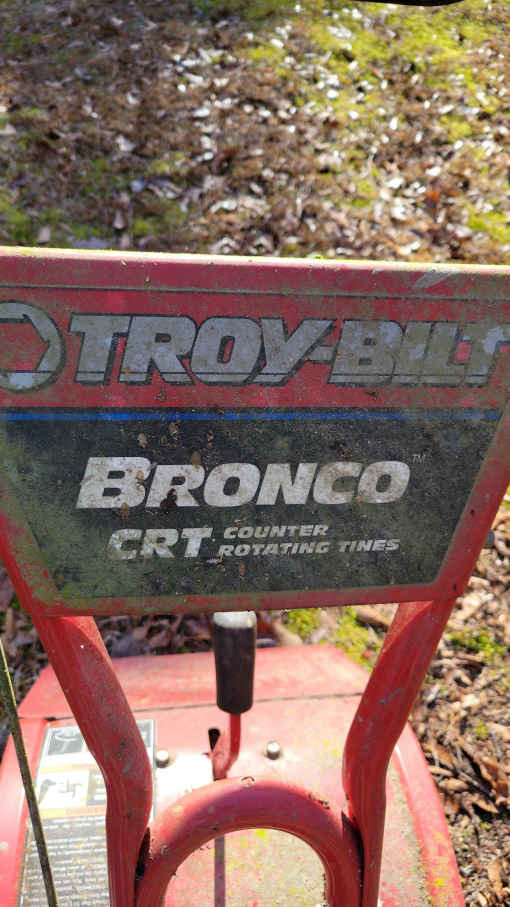 TROY-BILT
BRONCO™
CRT COUNTER
ROTATING TINES